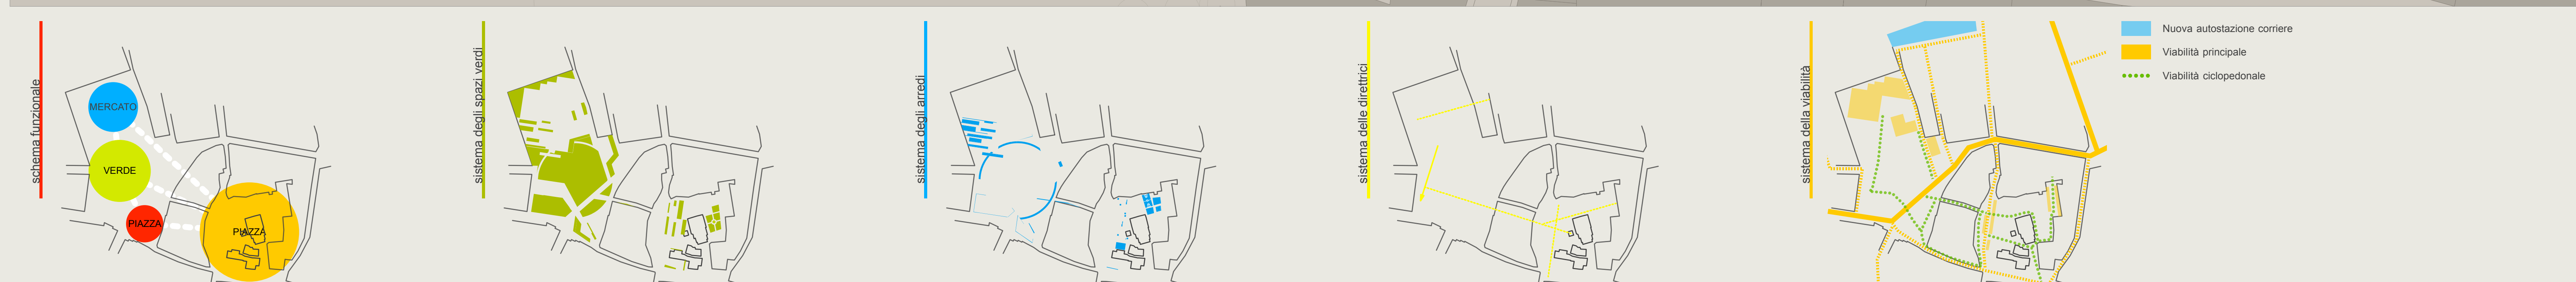 schema funzionale
MERCATO
VERDE
PIAZZA
PIAZZA
sistema degli spazi verdi
sistema degli arredi
sistema delle direttrici
sistema della viabilità
Nuova autostazione corriere
Viabilità principale
Viabilità ciclopedonale